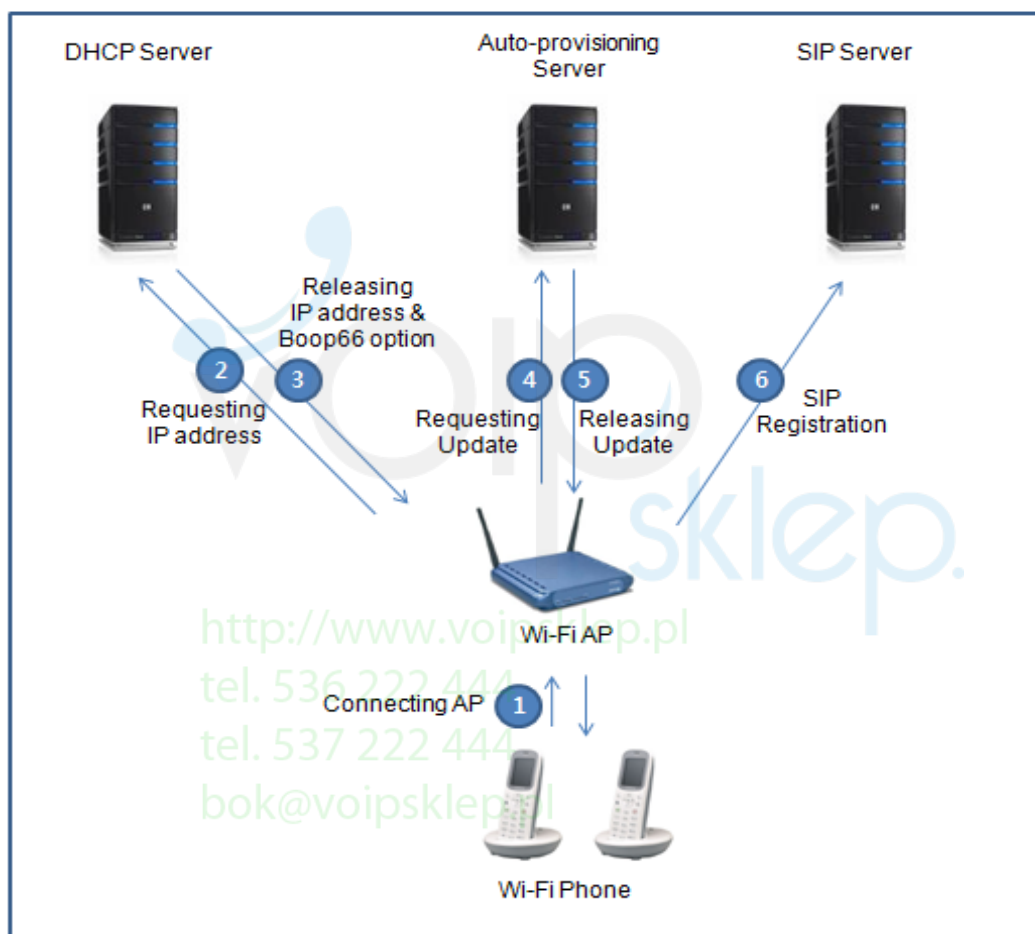 DHCP Server
Auto-provisioning
Server
SIP Server
Releasing
IP address &
Boop66 option
2
3
4
5
6
Requesting
IP address
Requesting
Update
Releasing
Update
SIP
Registration
voip
sklep.
Wi-Fi AP
http://www.voipsklep.pl
tel. 536 222 444
Connecting AP
1
tel. 537 222 444
bok@voipsklep.pl
Wi-Fi Phone